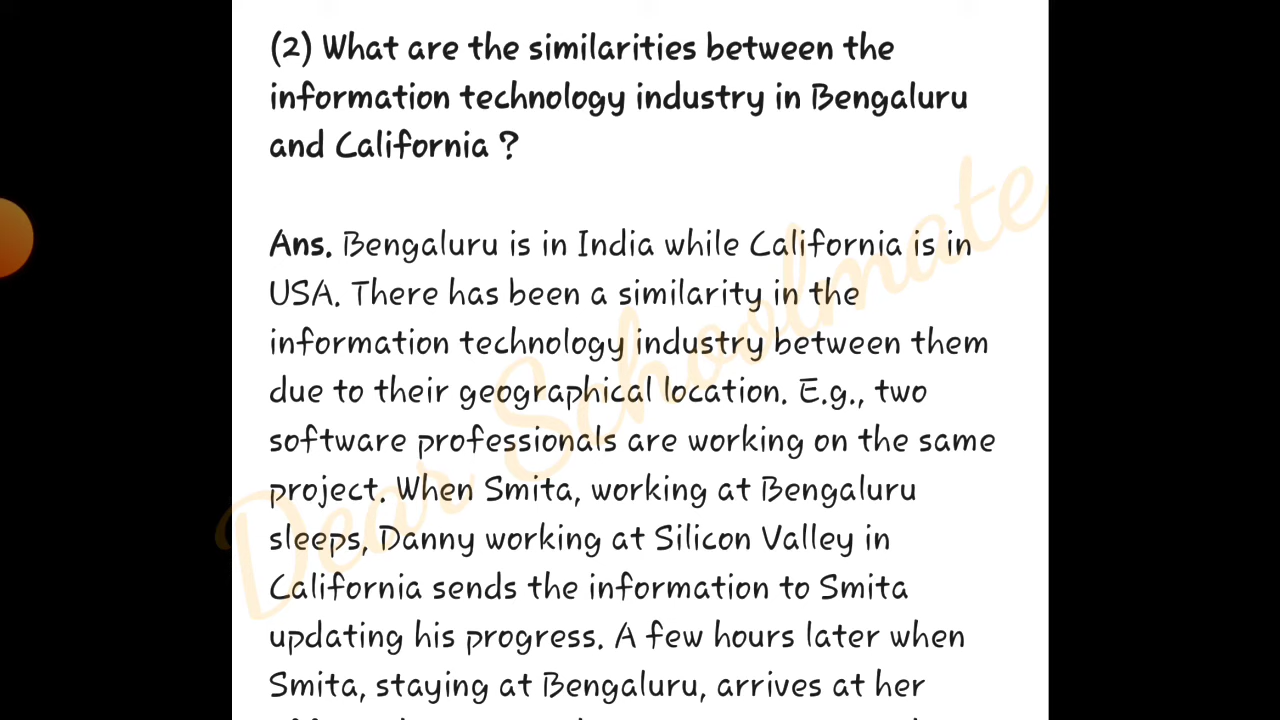 (2) What are the similarities between the
information technology industry in Bengaluru
and California ?
Ans. Bengaluru is in India while California is in
USA. There has been a similarity in the
information technology industry between them
due to their geographical location. E.g., two
software professionals are working on the same
project. When Smita, working at Bengaluru
sleeps, Danny working at Silicon Valley in
California sends the information to Smita
updating his progress. A few hours later when
Smita, staying at Bengaluru, arrives at her
Dear Schoolmate